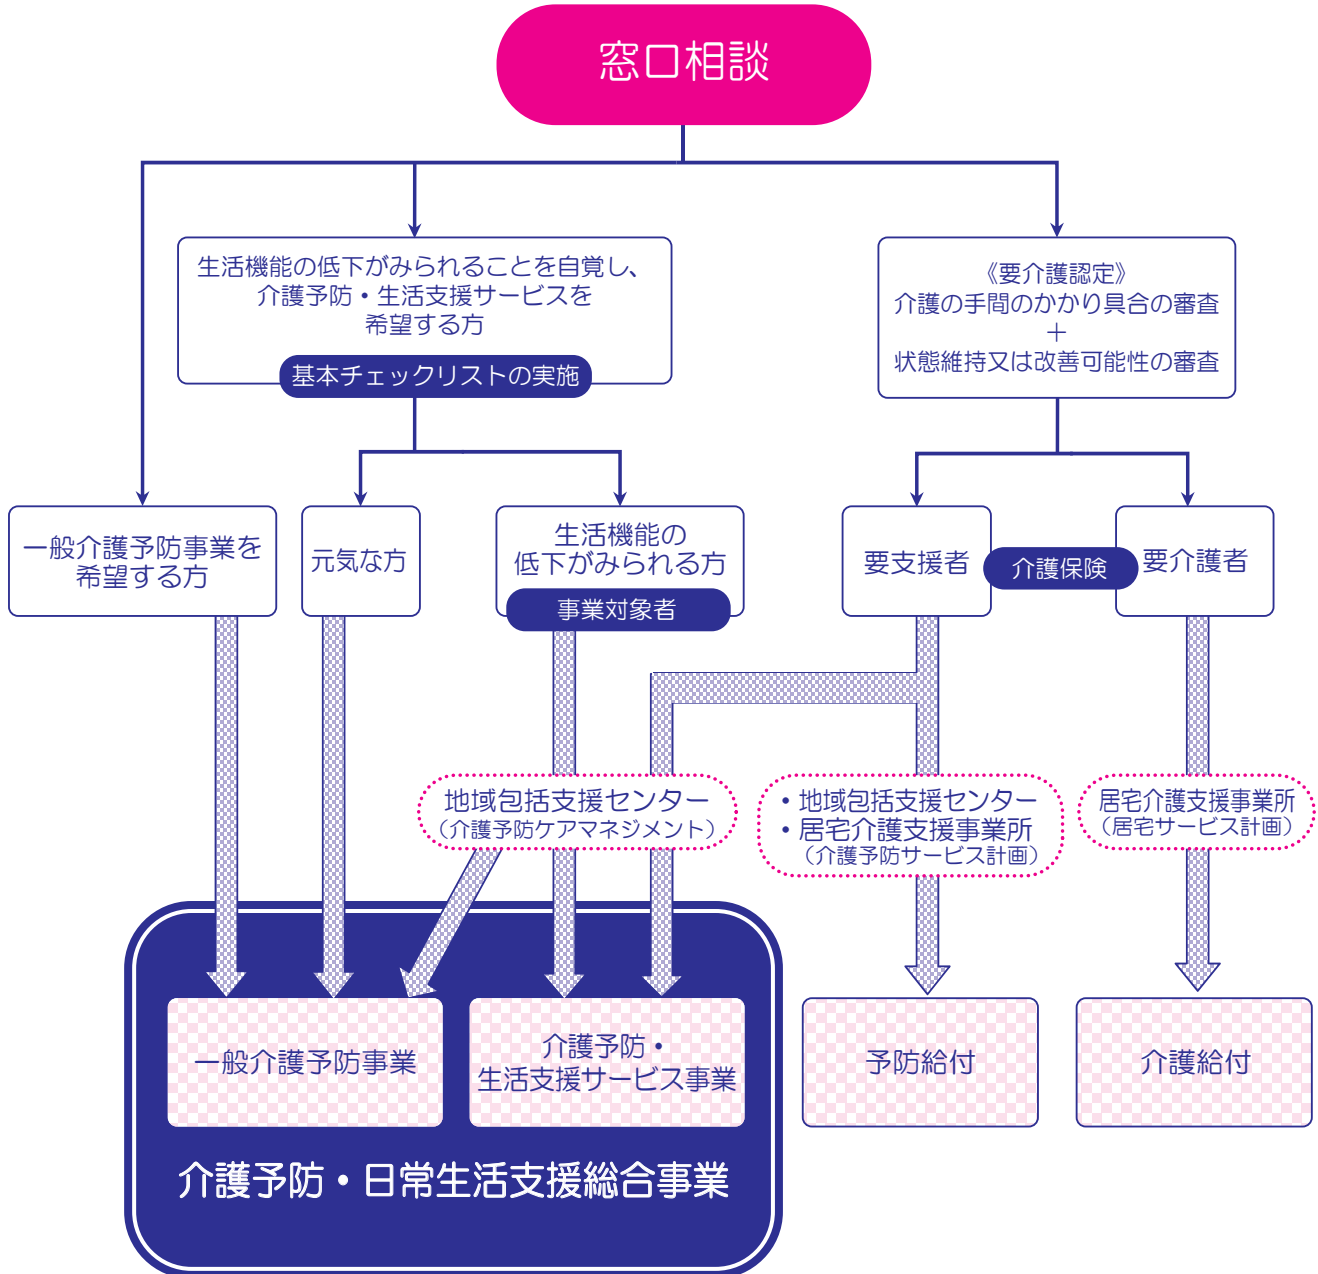 窓口相談
生活機能の低下がみられることを自覚し、
介護予防・生活支援サービスを
希望する方
基本チェックリストの実施
《要介護認定》
介護の手間のかかり具合の審査
＋
状態維持又は改善可能性の審査
一般介護予防事業を
希望する方
元気な方
生活機能の
低下がみられる方
事業対象者
要支援者
介護保険
要介護者
地域包括支援センター
（介護予防ケアマネジメント）
・地域包括支援センター
・居宅介護支援事業所
（介護予防サービス計画）
居宅介護支援事業所
（居宅サービス計画）
一般介護予防事業
介護予防・
生活支援サービス事業
予防給付
介護給付
介護予防・日常生活支援総合事業